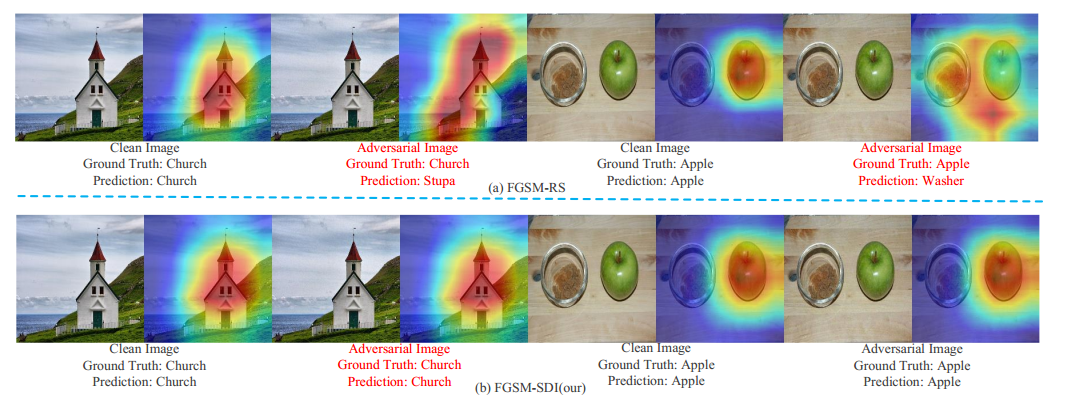 Clean Image
Ground Truth: Church
Prediction: Church
Adversarial Image
Ground Truth: Church
Prediction: Stupa
Clean Image
Ground Truth: Apple
Prediction: Apple
Adversarial Image
Ground Truth: Apple
Prediction: Washer
(a) FGSM-RS
Clean Image
Ground Truth: Church
Prediction: Church
Adversarial Image
Ground Truth: Church
Prediction: Church
Clean Image
Ground Truth: Apple
Prediction: Apple
Adversarial Image
Ground Truth: Apple
Prediction: Apple
(b) FGSM-SDI(our)